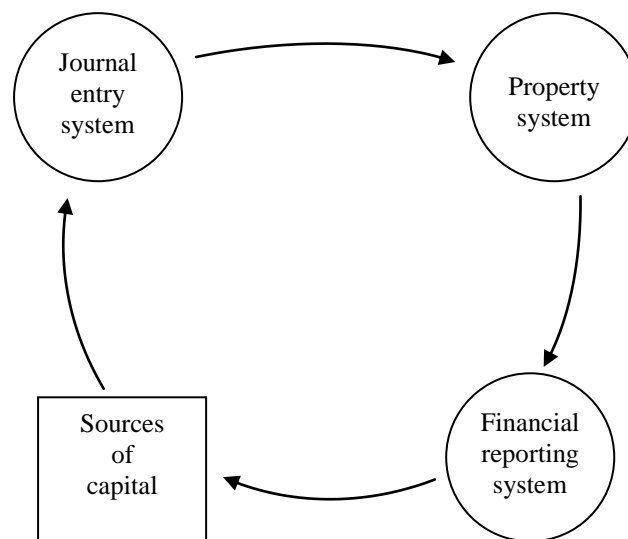 Journal
entry
system
Property
system
Financial
reporting
system
Sources
of
capital